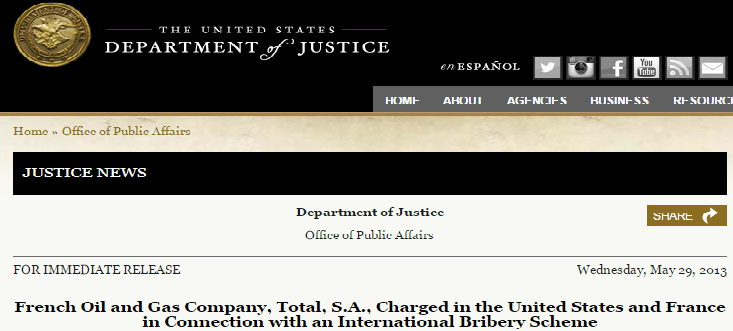 THE UNITED STATES
DEPARTMENT of JUSTICE
en ESPAÑOL
You
Tube
HOME ABOUT AGENCIES BUSINESS
Home » Office of Public Affairs
JUSTICE NEWS
Department of Justice
SHARE
Office of Public Affairs
FOR IMMEDIATE RELEASE Wednesday, May 29, 2013
French Oil and Gas Company, Total, S.A., Charged in the United States and France
in Connection with an International Bribery Scheme